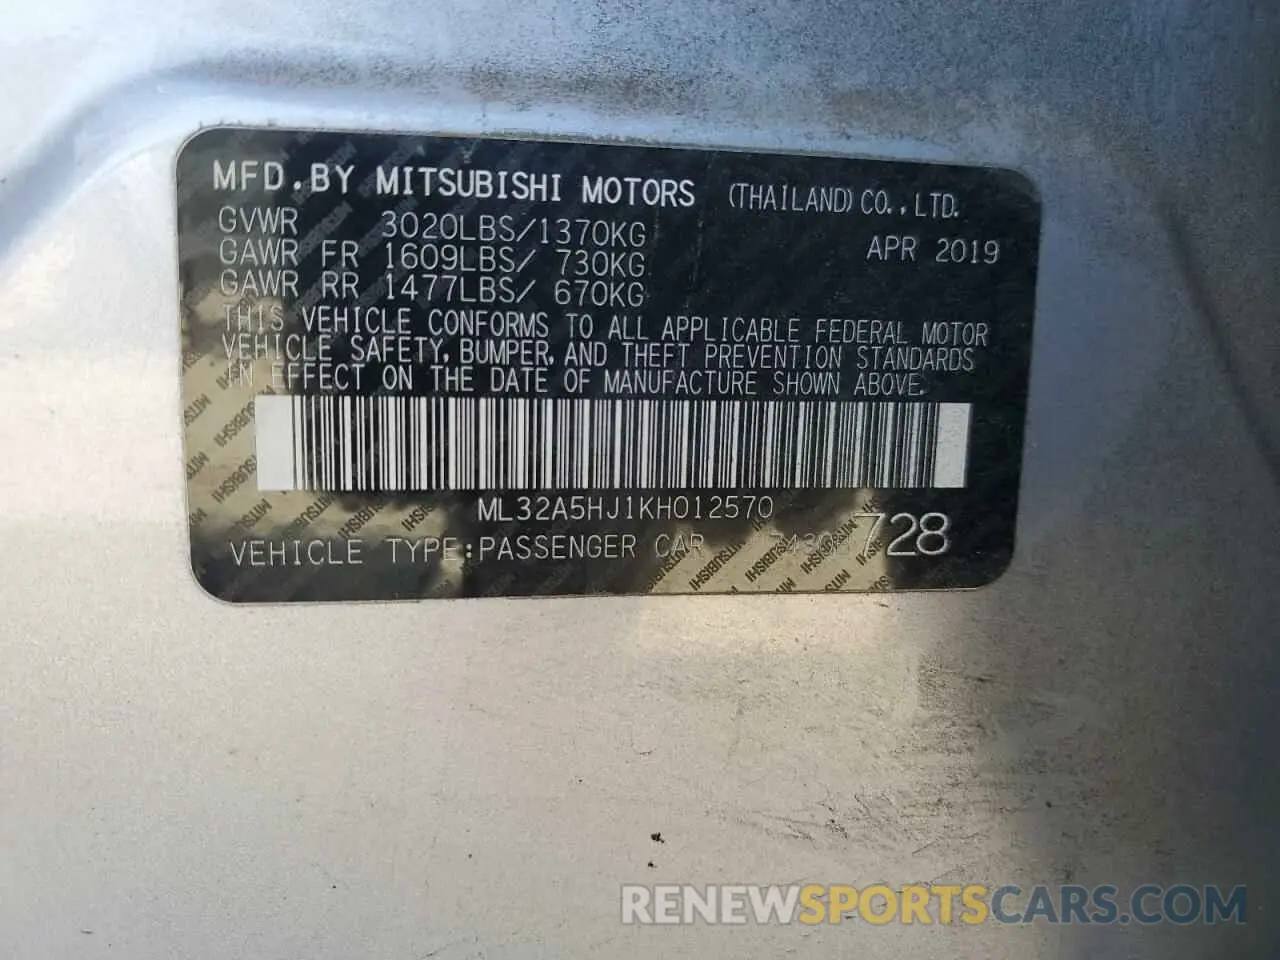 MFD.BY MITSUBISHI MOTORS (THAILAND) CO.,LTD.
GVWR 3020LBS/1370KG APR 2019
GAWR FR 1609LBS/ 730KG
GAWR RR 1477LBS/ 670KG
THIS VEHICLE CONFORMS TO ALL APPLICABLE FEDERAL MOTOR
VEHICLE SAFETY, BUMPER, AND THEFT PREVENTION STANDARDS
IN EFFECT ON THE DATE OF MANUFACTURE SHOWN ABOVE.
ML32A5HJ1KH012570
VEHICLE TYPE:PASSENGER CAR 728
RENEWSPORTSCARS.COM